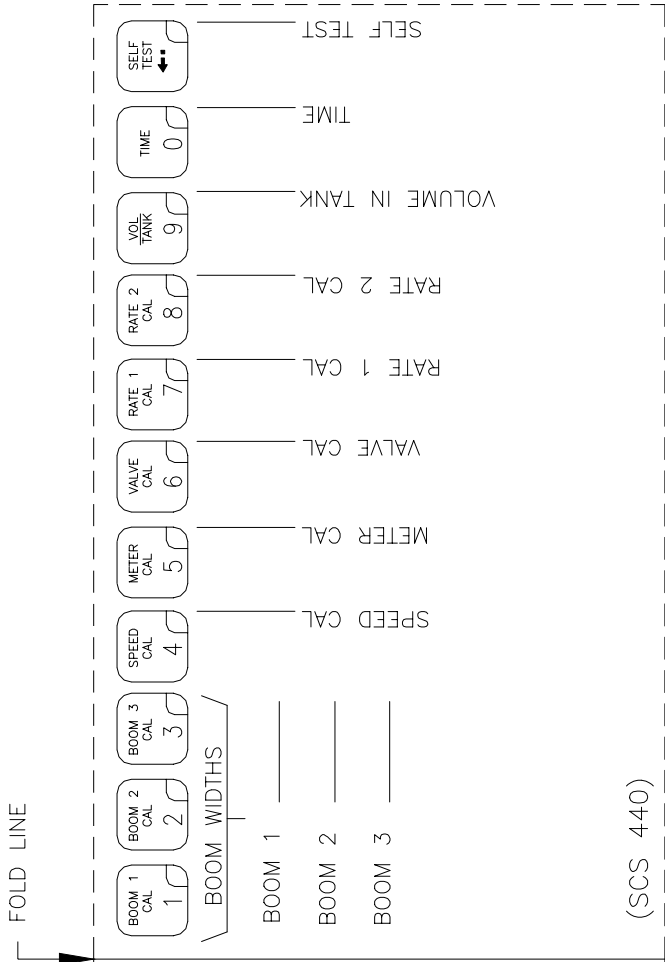 FOLD LINE
BOOM 1
CAL
1
BOOM 2
CAL
2
BOOM 3
CAL
3
SPEED
CAL
4
METER
CAL
5
VALVE
CAL
6
RATE 1
CAL
7
RATE 2
CAL
8
VOL
TANK
9
TIME
0
SELF
TEST
BOOM WIDTHS
BOOM 1
BOOM 2
BOOM 3
SPEED CAL
METER CAL
VALVE CAL
RATE 1 CAL
RATE 2 CAL
VOLUME IN TANK
TIME
SELF TEST
(SCS 440)